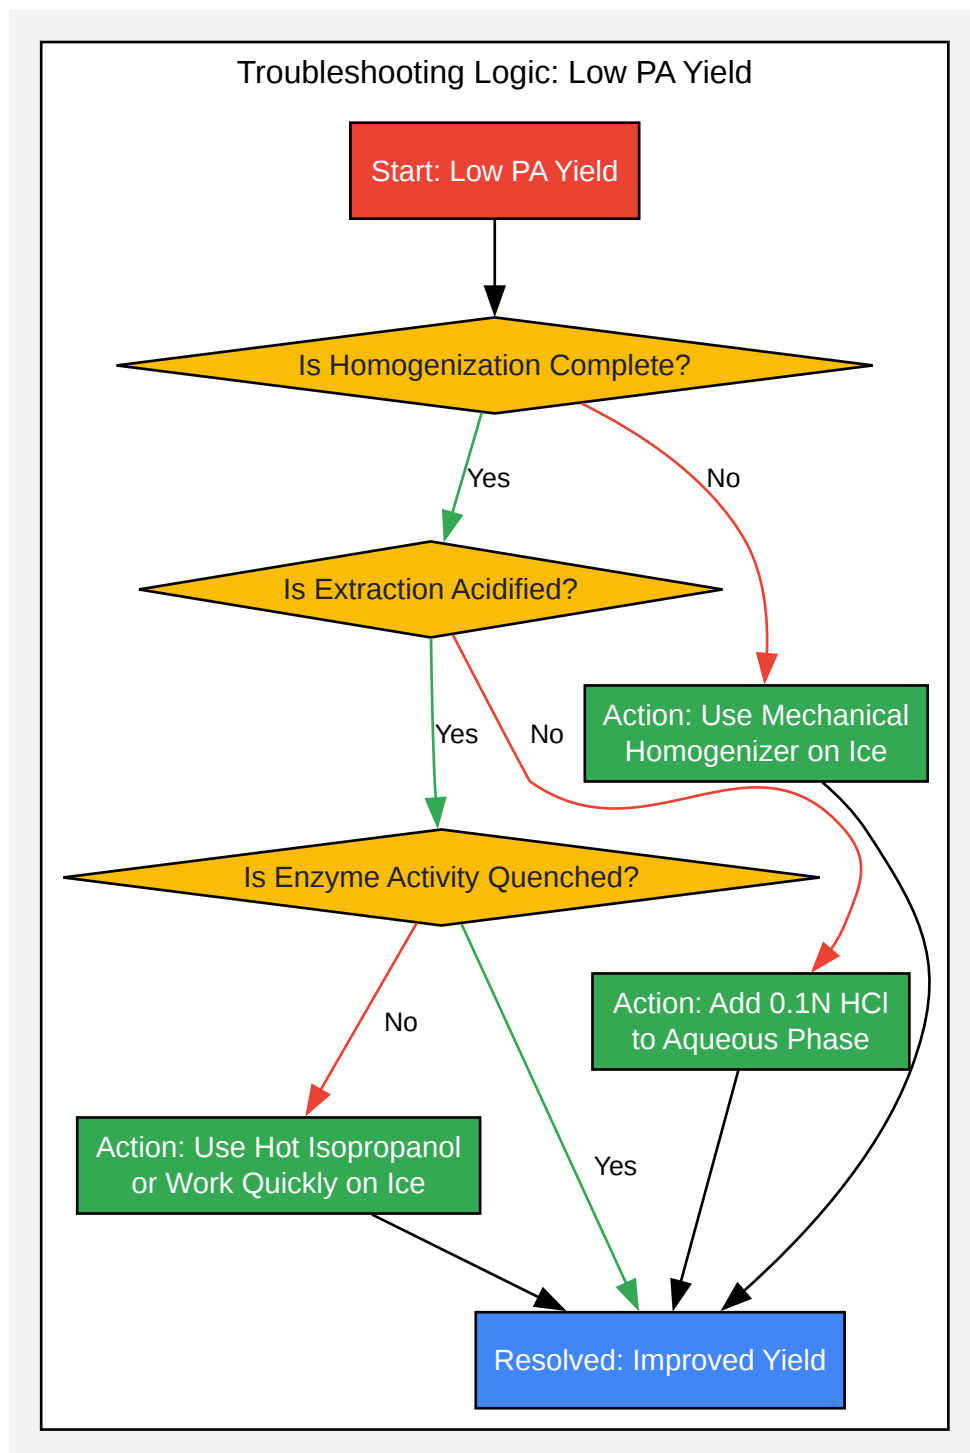 Troubleshooting Logic: Low PA Yield
Start: Low PA Yield
Is Homogenization Complete?
Yes
No
Is Extraction Acidified?
Action: Use Mechanical
Homogenizer on Ice
Yes
No
Is Enzyme Activity Quenched?
Action: Add 0.1N HCl
to Aqueous Phase
No
Action: Use Hot Isopropanol
or Work Quickly on Ice
Yes
Resolved: Improved Yield